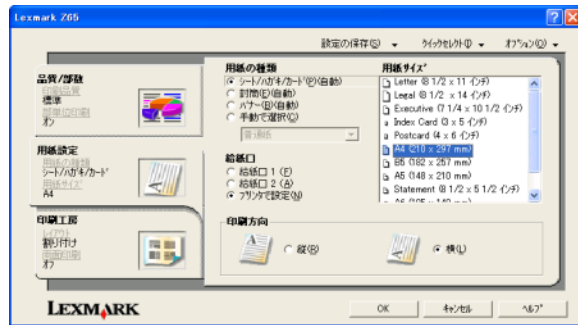 Lexmark Z65
設定の保存(S) クイックセレクト(I) オプション(O)
品質/部数
印刷品質
標準
部単位印刷
オン
用紙設定
用紙の種類
シート/ハガキ/カード
用紙サイズ
A4
印刷工房
レイアウト
割り付け
両面印刷
オフ
用紙の種類
シート/ハガキ/カード(P)(自動)
封筒(E)(自動)
バナー(B)(自動)
手動で選択(C)
普通紙
給紙口
給紙口 1 (F)
給紙口 2 (A)
プリンタで設定(N)
用紙サイズ
Letter (8 1/2 x 11 インチ)
Legal (8 1/2 x 14 インチ)
Executive (7 1/4 x 10 1/2 インチ)
Index Card (3 x 5 インチ)
Postcard (4 x 6 インチ)
A4 (210 x 297 mm)
B5 (182 x 257 mm)
A5 (148 x 210 mm)
Statement (8 1/2 x 5 1/2 インチ)
A6 (105 x 148 mm)
印刷方向
縦(R)
横(L)
LEXMARK
OK キャンセル ヘルプ